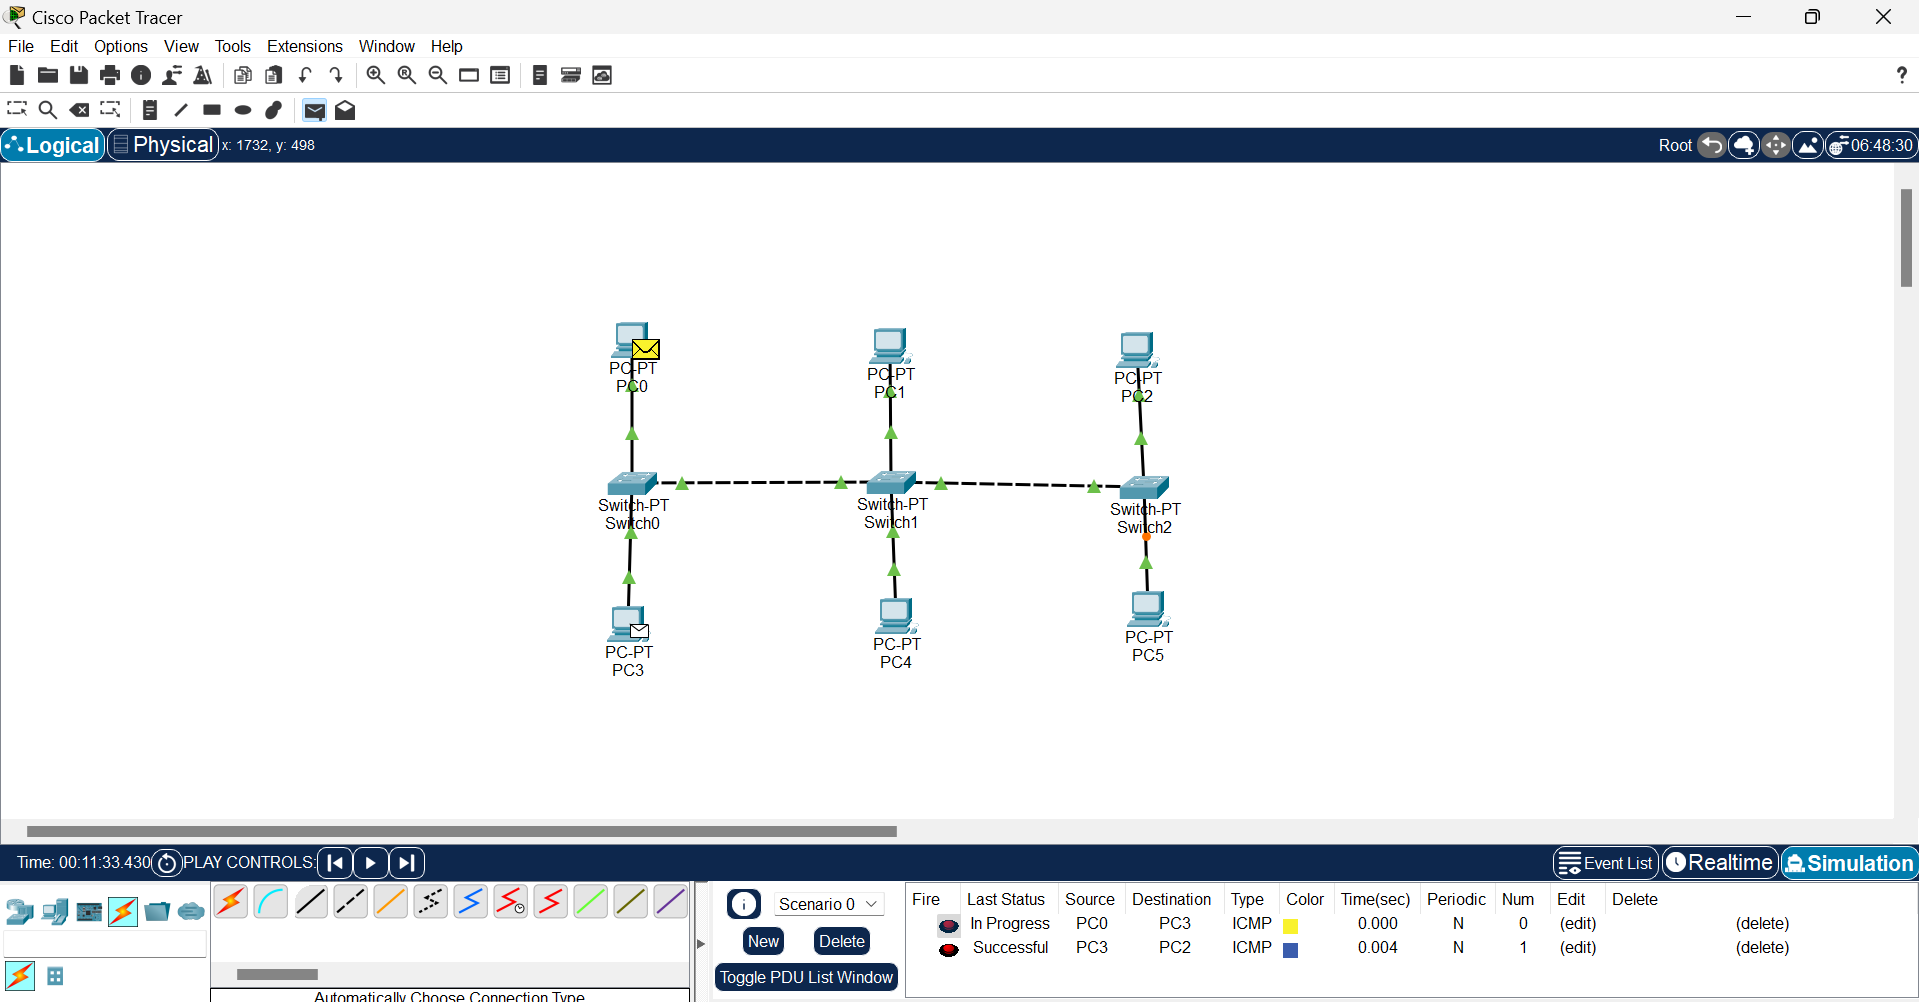 Cisco Packet Tracer
File Edit Options View Tools Extensions Window Help
?
Logical Physical x: 1732, y: 498 Root 06:48:30
PC-PT
PC0
PC-PT
PC1
PC-PT
PC2
Switch-PT
Switch0
Switch-PT
Switch1
Switch-PT
Switch2
PC-PT
PC3
PC-PT
PC4
PC-PT
PC5
Time: 00:11:33.430 PLAY CONTROLS: Event List Realtime Simulation
Scenario 0
New Delete
Toggle PDU List Window
Automatically Choose Connection Type
Fire Last Status Source Destination Type Color Time(sec) Periodic Num Edit Delete
In Progress PC0 PC3 ICMP 0.000 N 0 (edit) (delete)
Successful PC3 PC2 ICMP 0.004 N 1 (edit) (delete)